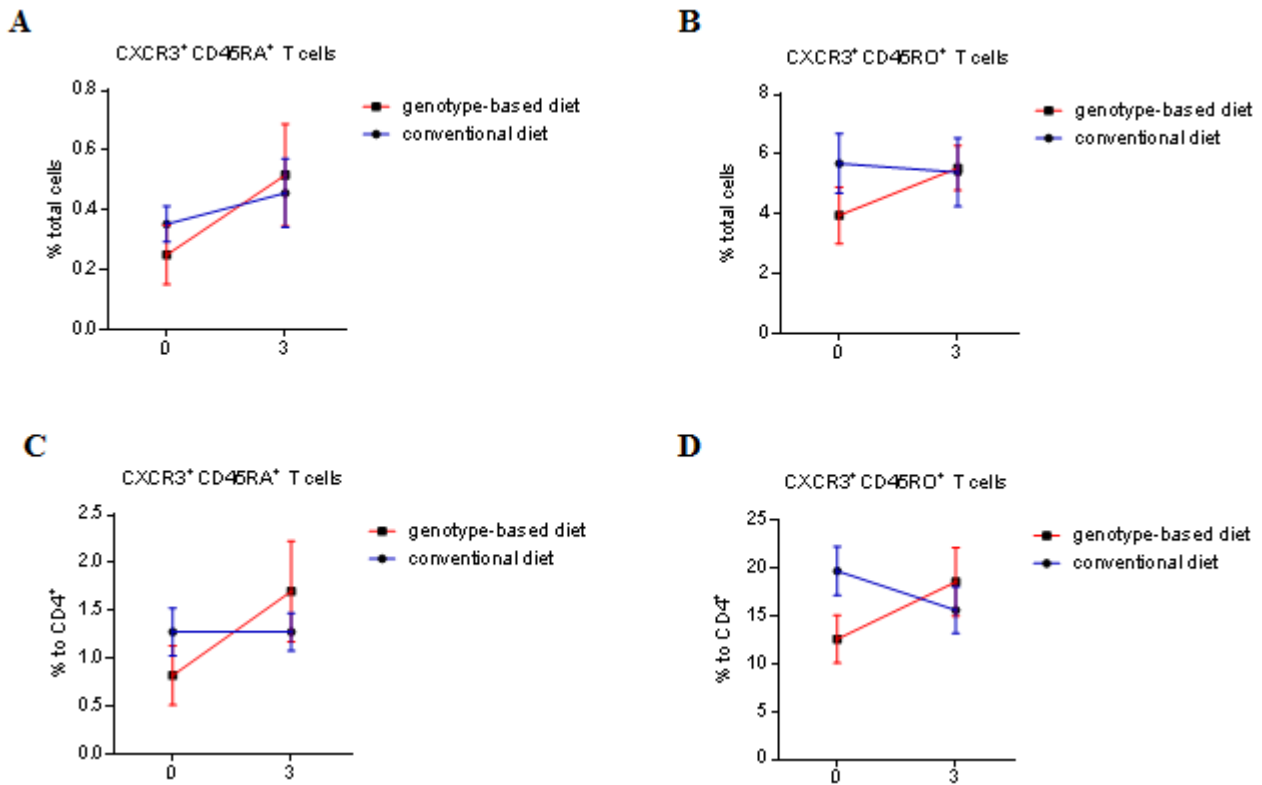 A
CXCR3⁺ CD45RA⁺ T cells
% total cells
0.8
0.6
0.4
0.2
0.0
0
3
genotype-based diet
conventional diet
B
CXCR3⁺ CD45RO⁺ T cells
% total cells
8
6
4
2
0
0
3
genotype-based diet
conventional diet
C
CXCR3⁺ CD45RA⁺ T cells
% to CD4⁺
2.5
2.0
1.5
1.0
0.5
0.0
0
3
genotype-based diet
conventional diet
D
CXCR3⁺ CD45RO⁺ T cells
% to CD4⁺
25
20
15
10
5
0
0
3
genotype-based diet
conventional diet